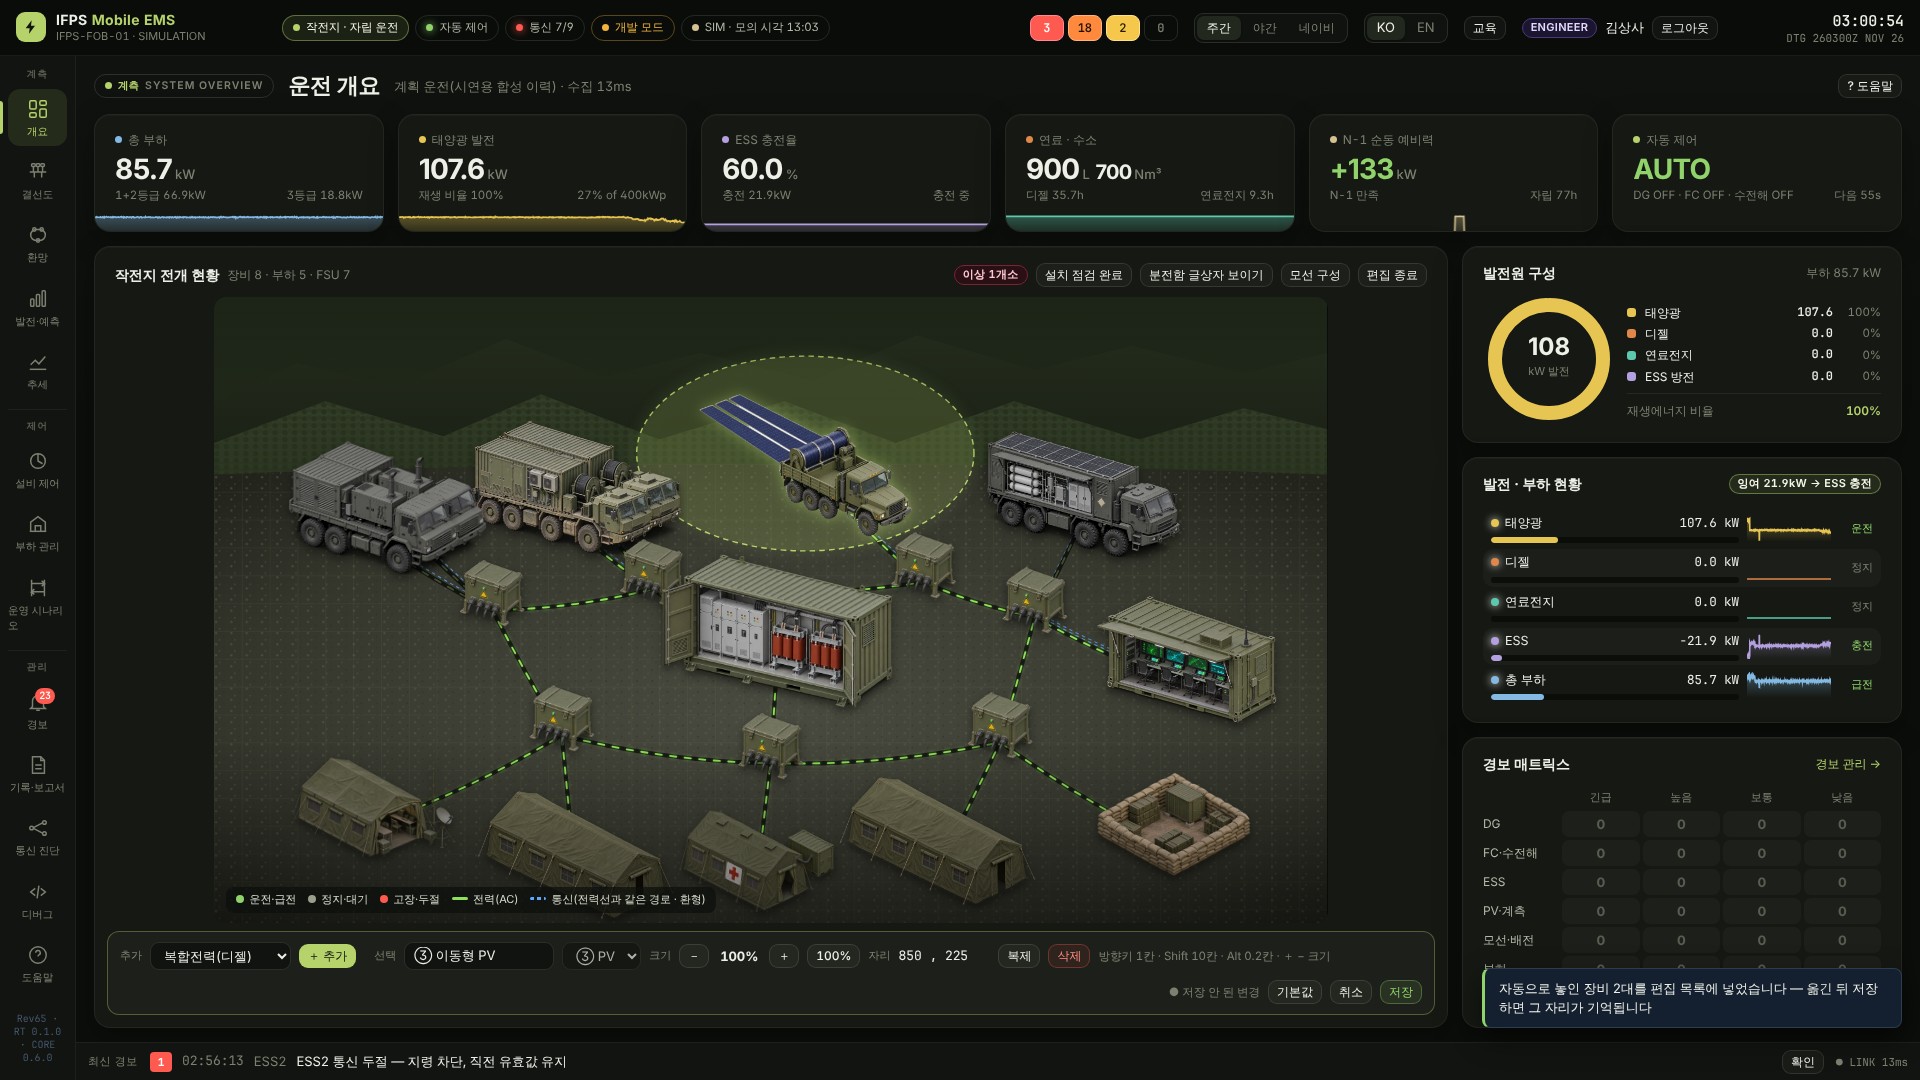 IFPS Mobile EMS
IFPS-FOB-01 · SIMULATION
작전지 · 자립 운전
자동 제어
통신 7/9
개발 모드
SIM · 모의 시각 13:03
3
18
2
0
주간
야간
네이비
KO
EN
교육
ENGINEER
김상사
로그아웃
03:00:54
DTG 260300Z NOV 26
계측
개요
결선도
환망
발전·예측
추세
제어
설비 제어
부하 관리
운영 시나리오
관리
23
경보
기록·보고서
통신 진단
디버그
도움말
Rev65 ·
RT 0.1.0
· CORE
0.6.0
계측 SYSTEM OVERVIEW
운전 개요
계획 운전(시연용 합성 이력) · 수집 13ms
? 도움말
총 부하
85.7 kW
1+2등급 66.9kW
3등급 18.8kW
태양광 발전
107.6 kW
재생 비율 100%
27% of 400kWp
ESS 충전율
60.0 %
충전 21.9kW
충전 중
연료 · 수소
900 L 700 Nm³
디젤 35.7h
연료전지 9.3h
N-1 순동 예비력
+133 kW
N-1 만족
자립 77h
자동 제어
AUTO
DG OFF · FC OFF · 수전해 OFF
다음 55s
작전지 전개 현황
장비 8 · 부하 5 · FSU 7
이상 1개소
설치 점검 완료
분전함 글상자 보이기
모선 구성
편집 종료
운전·급전
정지·대기
고장·두절
전력(AC)
통신(전력선과 같은 경로 · 환형)
추가
복합전력(디젤)
+ 추가
선택
③ 이동형 PV
③ PV
크기
−
100%
+
100%
자리
850 , 225
복제
삭제
방향키 1칸 · Shift 10칸 · Alt 0.2칸 · + − 크기
저장 안 된 변경
기본값
취소
저장
발전원 구성
부하 85.7 kW
108
kW 발전
태양광 107.6 100%
디젤 0.0 0%
연료전지 0.0 0%
ESS 방전 0.0 0%
재생에너지 비율 100%
발전 · 부하 현황
잉여 21.9kW → ESS 충전
태양광 107.6 kW 운전
디젤 0.0 kW 정지
연료전지 0.0 kW 정지
ESS -21.9 kW 충전
총 부하 85.7 kW 급전
경보 매트릭스
경보 관리 →
긴급 높음 보통 낮음
DG 0 0 0 0
FC·수전해 0 0 0 0
ESS 0 0 0 0
PV·계측 0 0 0 0
모선·배전 0 0 0 0
자동으로 놓인 장비 2대를 편집 목록에 넣었습니다 — 옮긴 뒤 저장
하면 그 자리가 기억됩니다
최신 경보
1
02:56:13
ESS2
ESS2 통신 두절 — 지령 차단, 직전 유효값 유지
확인
LINK 13ms